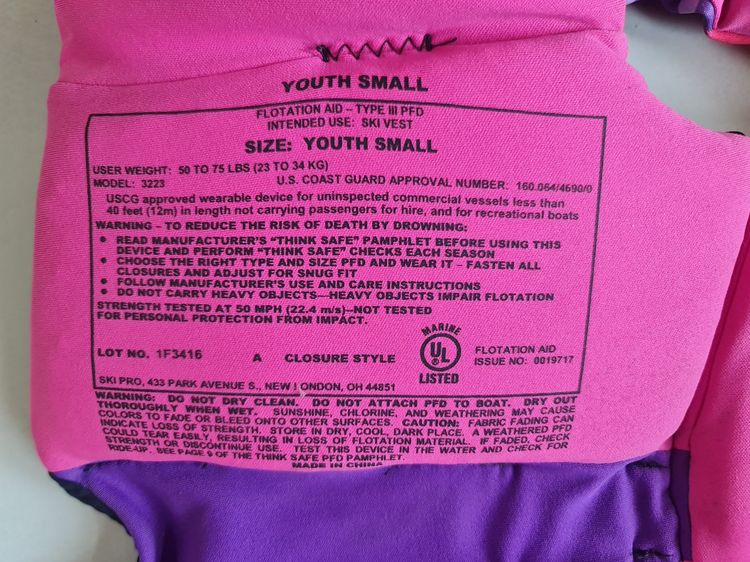 YOUTH SMALL
FLOTATION AID – TYPE III PFD
INTENDED USE: SKI VEST
SIZE: YOUTH SMALL
USER WEIGHT: 50 TO 75 LBS (23 TO 34 KG)
MODEL: 3223 U.S. COAST GUARD APPROVAL NUMBER: 160.064/4690/0
USCG approved wearable device for uninspected commercial vessels less than
40 feet (12m) in length not carrying passengers for hire, and for recreational boats
WARNING – TO REDUCE THE RISK OF DEATH BY DROWNING:
• READ MANUFACTURER'S "THINK SAFE" PAMPHLET BEFORE USING THIS
DEVICE AND PERFORM "THINK SAFE" CHECKS EACH SEASON
• CHOOSE THE RIGHT TYPE AND SIZE PFD AND WEAR IT – FASTEN ALL
CLOSURES AND ADJUST FOR SNUG FIT
• FOLLOW MANUFACTURER'S USE AND CARE INSTRUCTIONS
• DO NOT CARRY HEAVY OBJECTS—HEAVY OBJECTS IMPAIR FLOTATION
STRENGTH TESTED AT 50 MPH (22.4 m/s)–NOT TESTED
FOR PERSONAL PROTECTION FROM IMPACT.
LOT NO. 1F3416 A CLOSURE STYLE
MARINE
UL
LISTED
FLOTATION AID
ISSUE NO: 0019717
SKI PRO, 433 PARK AVENUE S., NEW LONDON, OH 44851
WARNING: DO NOT DRY CLEAN. DO NOT ATTACH PFD TO BOAT. DRY OUT
THOROUGHLY WHEN WET. SUNSHINE, CHLORINE, AND WEATHERING MAY CAUSE
COLORS TO FADE OR BLEED ONTO OTHER SURFACES. CAUTION: FABRIC FADING CAN
INDICATE LOSS OF STRENGTH. STORE IN DRY, COOL, DARK PLACE. A WEATHERED PFD
COULD TEAR EASILY, RESULTING IN LOSS OF FLOTATION MATERIAL. IF FADED, CHECK
STRENGTH OR DISCONTINUE USE. TEST THIS DEVICE IN THE WATER AND CHECK FOR
RIDE-UP. SEE PAGE 9 OF THE THINK SAFE PFD PAMPHLET.
MADE IN CHINA